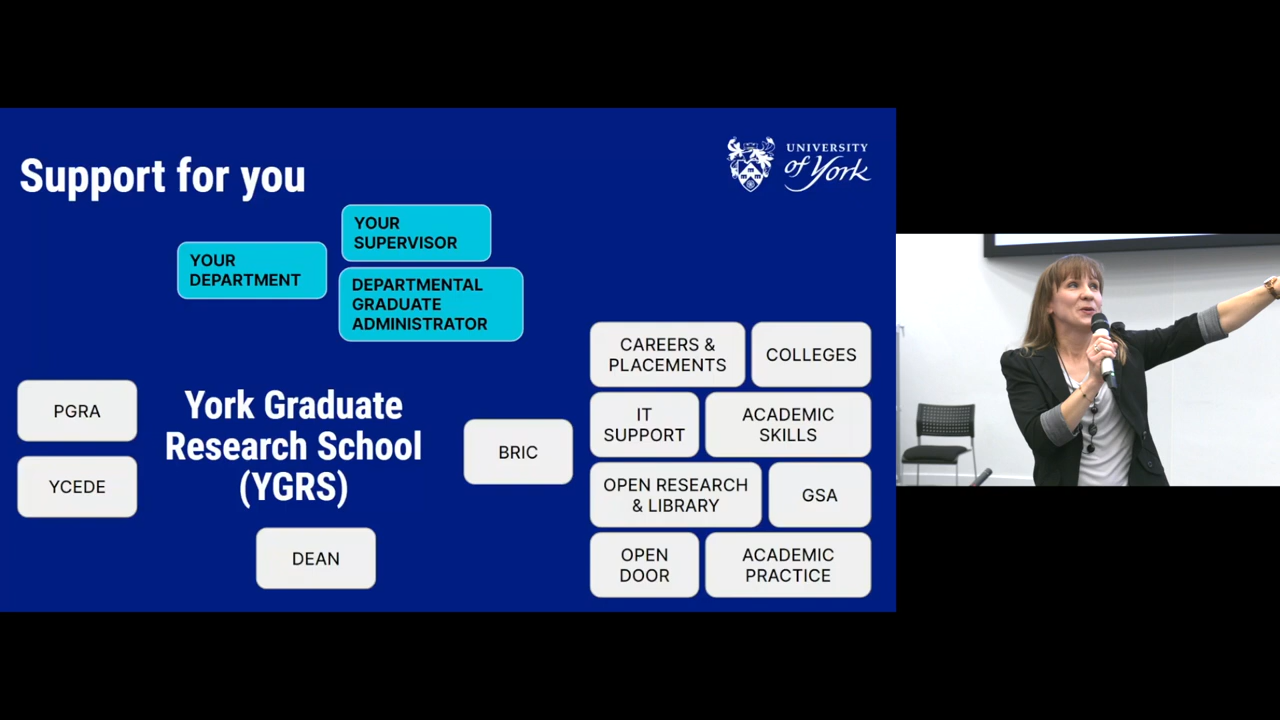 Support for you
UNIVERSITY
of York
YOUR
SUPERVISOR
YOUR
DEPARTMENT
DEPARTMENTAL
GRADUATE
ADMINISTRATOR
CAREERS &
PLACEMENTS
COLLEGES
PGRA
York Graduate
Research School
(YGRS)
IT
SUPPORT
ACADEMIC
SKILLS
BRIC
YCEDE
OPEN RESEARCH
& LIBRARY
GSA
DEAN
OPEN
DOOR
ACADEMIC
PRACTICE